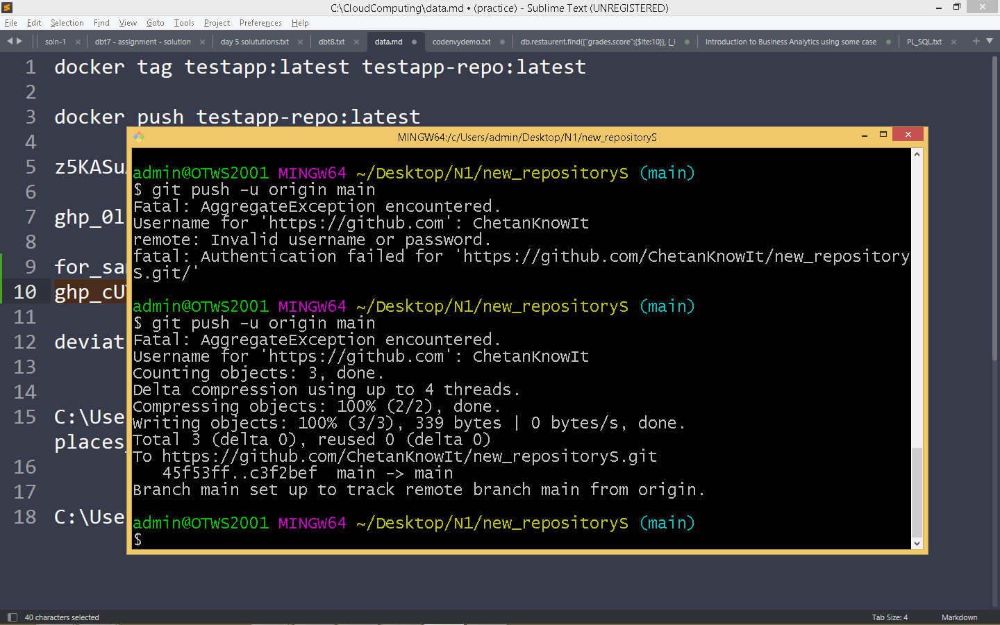 C:\CloudComputing\data.md • (practice) - Sublime Text (UNREGISTERED)
File Edit Selection Find View Goto Tools Project Preferences Help
soln-1 dbt7 - assignment - solution day 5 solututions.txt dbt8.txt data.md codenvydemo.txt db.restaurent.find({"grades.score":{$lte:10}}, {_i Introduction to Business Analytics using some case PL_SQL.txt
1 docker tag testapp:latest testapp-repo:latest
2
3 docker push testapp-repo:latest
4
5 z5KASu
6
7 ghp_0l
8
9 for_sa
10 ghp_cU
11
12 deviat
13
14
15 C:\Use
places_
16
17
18 C:\Use
MINGW64:/c/Users/admin/Desktop/N1/new_repositoryS
admin@OTWS2001 MINGW64 ~/Desktop/N1/new_repositoryS (main)
$ git push -u origin main
Fatal: AggregateException encountered.
Username for 'https://github.com': ChetanKnowIt
remote: Invalid username or password.
fatal: Authentication failed for 'https://github.com/ChetanKnowIt/new_repository
S.git/'
admin@OTWS2001 MINGW64 ~/Desktop/N1/new_repositoryS (main)
$ git push -u origin main
Fatal: AggregateException encountered.
Username for 'https://github.com': ChetanKnowIt
Counting objects: 3, done.
Delta compression using up to 4 threads.
Compressing objects: 100% (2/2), done.
Writing objects: 100% (3/3), 339 bytes | 0 bytes/s, done.
Total 3 (delta 0), reused 0 (delta 0)
To https://github.com/ChetanKnowIt/new_repositoryS.git
45f53ff..c3f2bef main -> main
Branch main set up to track remote branch main from origin.
admin@OTWS2001 MINGW64 ~/Desktop/N1/new_repositoryS (main)
$
40 characters selected
Tab Size: 4
Markdown